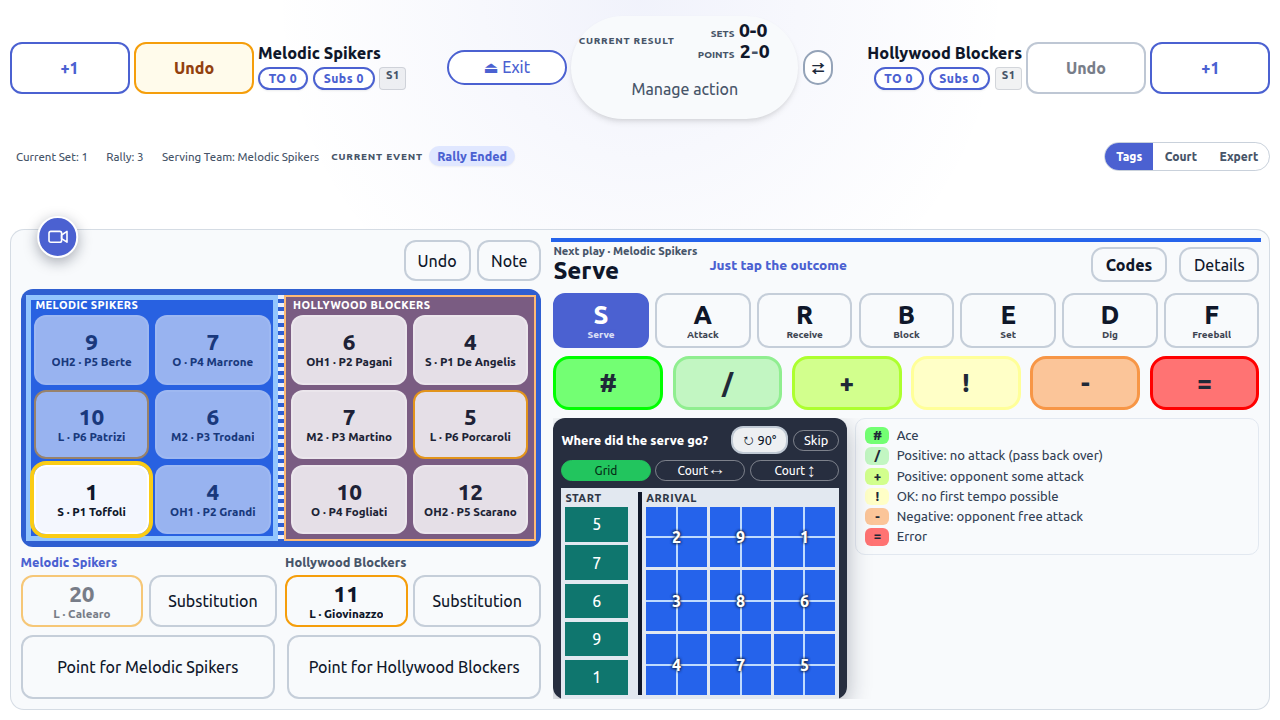 +1
Undo
Melodic Spikers
TO 0
Subs 0
S1
⏏ Exit
CURRENT RESULT
SETS 0-0
POINTS 2-0
Manage action
⇄
Hollywood Blockers
TO 0
Subs 0
S1
Undo
+1
Current Set: 1
Rally: 3
Serving Team: Melodic Spikers
CURRENT EVENT
Rally Ended
Tags
Court
Expert
Undo
Note
MELODIC SPIKERS
9
OH2 · P5 Berte
7
O · P4 Marrone
10
L · P6 Patrizi
6
M2 · P3 Trodani
1
S · P1 Toffoli
4
OH1 · P2 Grandi
HOLLYWOOD BLOCKERS
6
OH1 · P2 Pagani
4
S · P1 De Angelis
7
M2 · P3 Martino
5
L · P6 Porcaroli
10
O · P4 Fogliati
12
OH2 · P5 Scarano
Melodic Spikers
20
L · Calearo
Substitution
Hollywood Blockers
11
L · Giovinazzo
Substitution
Point for Melodic Spikers
Point for Hollywood Blockers
Next play · Melodic Spikers
Serve
Just tap the outcome
Codes
Details
S
Serve
A
Attack
R
Receive
B
Block
E
Set
D
Dig
F
Freeball
#
/
+
!
-
=
Where did the serve go?
↻ 90°
Skip
Grid
Court ↔
Court ↕
START
5
7
6
9
1
ARRIVAL
2
9
1
3
8
6
4
7
5
# Ace
/ Positive: no attack (pass back over)
+ Positive: opponent some attack
! OK: no first tempo possible
- Negative: opponent free attack
= Error